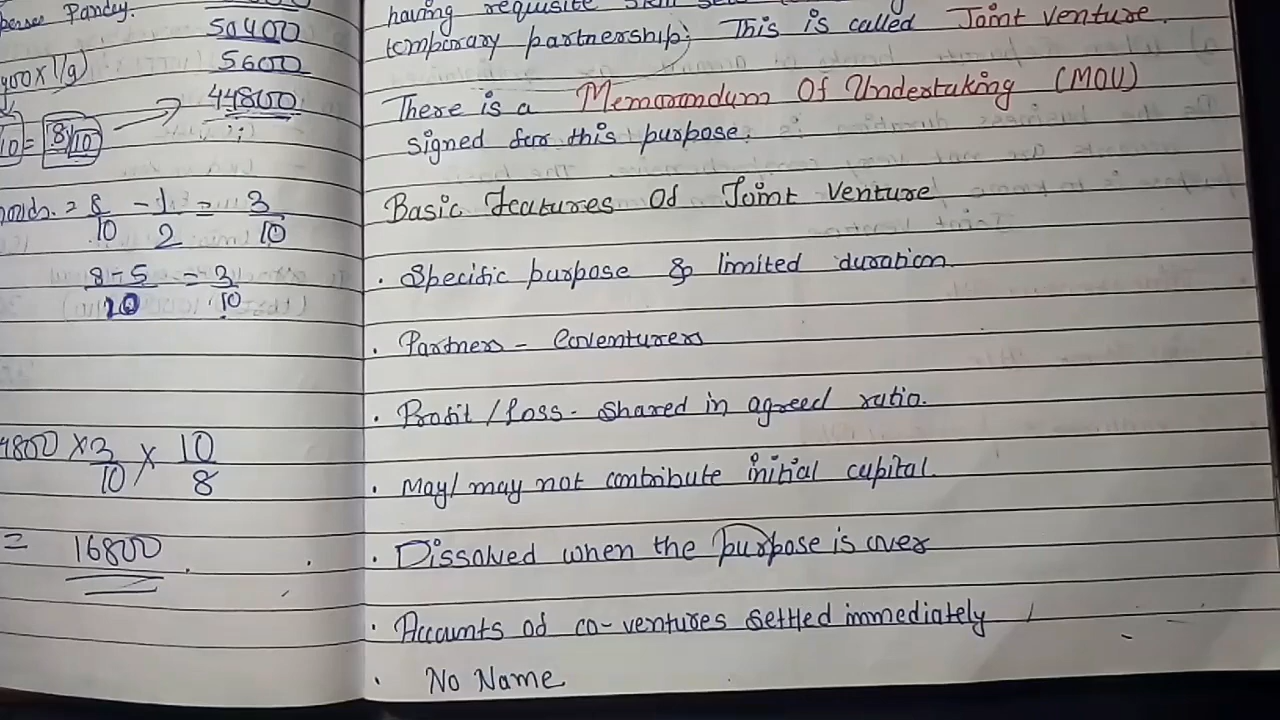 Pandey.
50400
5600
44800
10 = 8/10
= 8/10 - 1/2 = 3/10
8-5/10 = 3/10
4800 x 3/10 x 10/8
= 16800
having requisite skill sets
temporary partnership; This is called Joint Venture.
There is a Memorandum Of Undertaking (MOU)
signed for this purpose.
Basic Features Of Joint Venture
. Specific purpose & limited duration
. Partners - Coventurers
. Profit / Loss - Shared in agreed ratio.
. May/ may not contribute initial capital
. Dissolved when the purpose is over
. Accounts of co-ventures settled immediately
. No Name